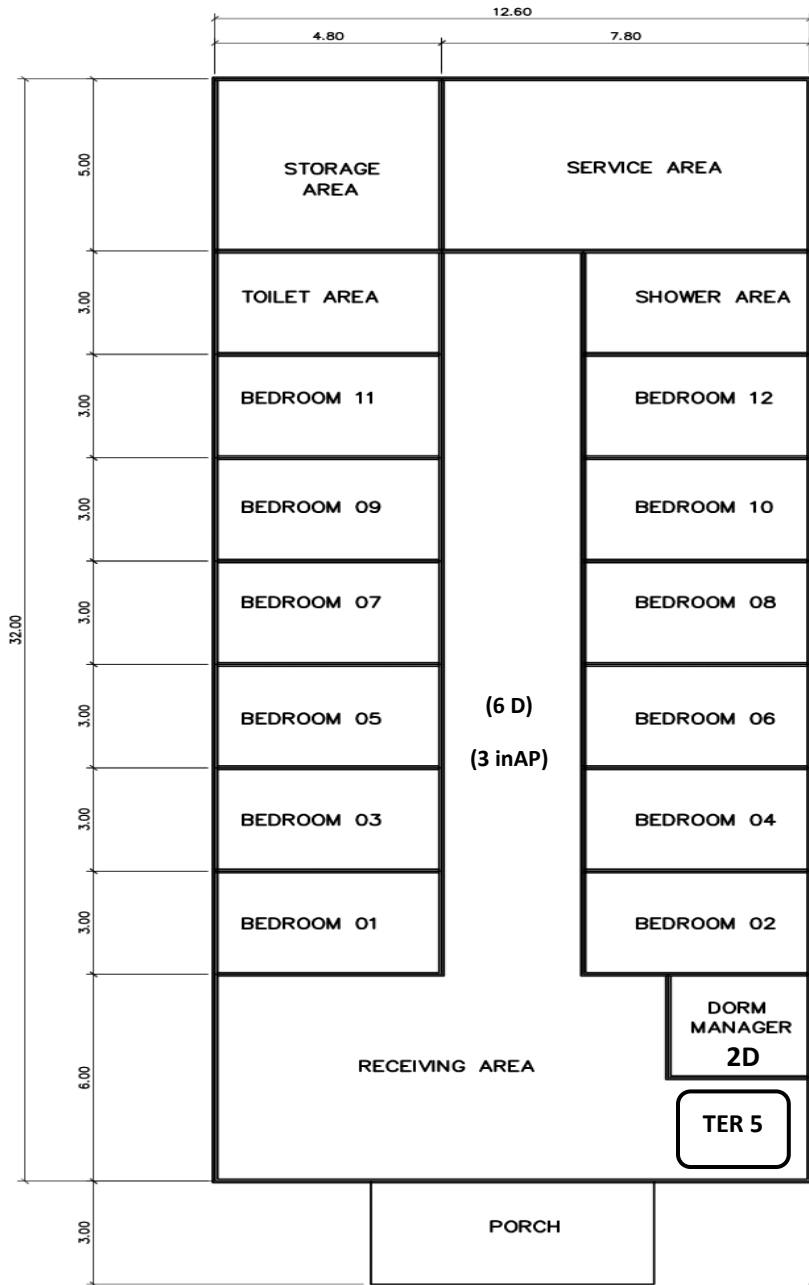 12.60
4.80 7.80
5.00
STORAGE
AREA
SERVICE AREA
3.00
TOILET AREA
SHOWER AREA
3.00
BEDROOM 11
BEDROOM 12
3.00
BEDROOM 09
BEDROOM 10
3.00
BEDROOM 07
BEDROOM 08
32.00
3.00
BEDROOM 05
(6 D)
(3 inAP)
BEDROOM 06
3.00
BEDROOM 03
BEDROOM 04
3.00
BEDROOM 01
BEDROOM 02
6.00
RECEIVING AREA
DORM
MANAGER
2D
TER 5
3.00
PORCH